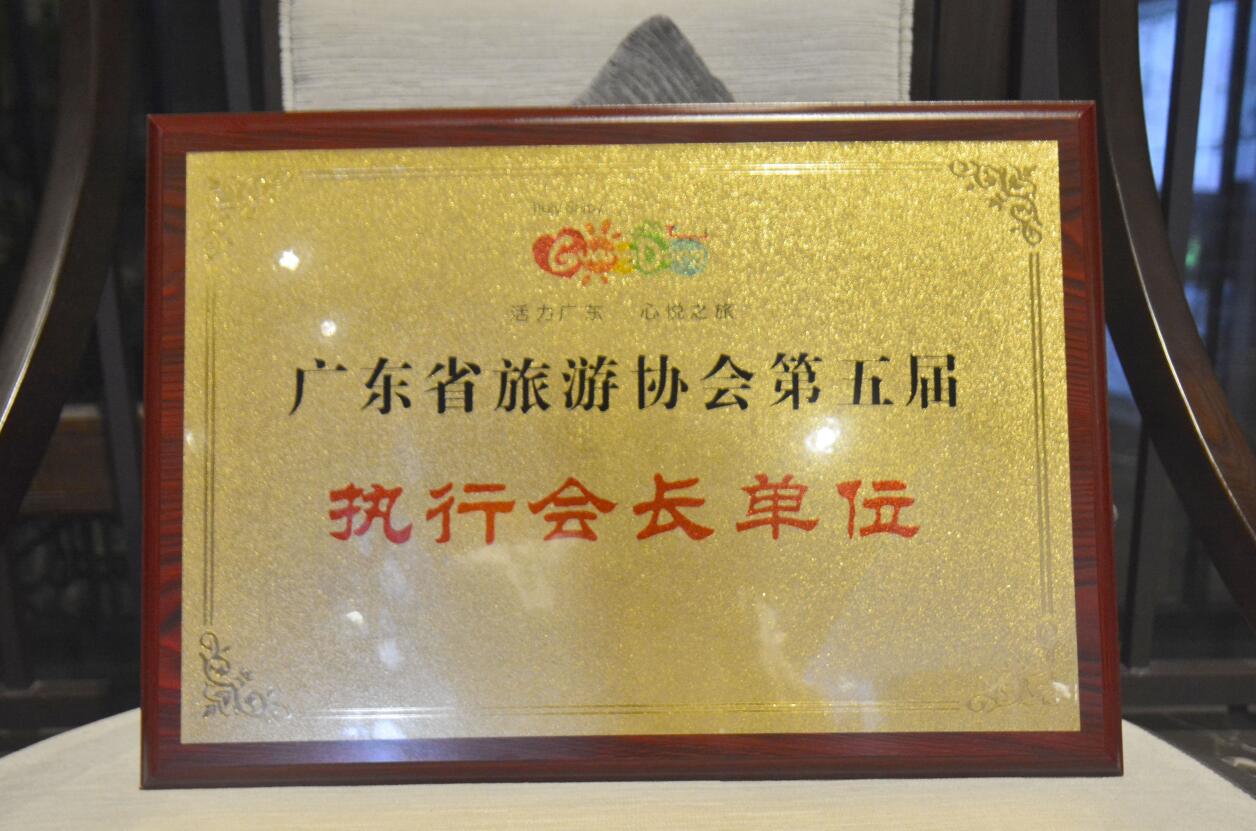 活力广东 心悦之旅
广东省旅游协会第五届
执行会长单位